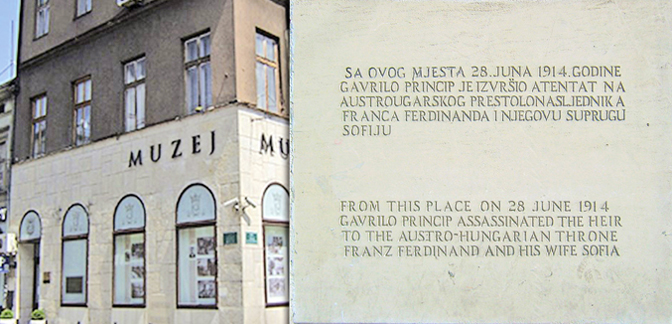 MUZEJ
MU
SA OVOG MJESTA 28. JUNA 1914. GODINE
GAVRILO PRINCIP JE IZVRŠIO ATENTAT NA
AUSTROUGARSKOG PRESTOLONASLJEDNIKA
FRANCA FERDINANDA I NJEGOVU SUPRUGU
SOFIJU
FROM THIS PLACE ON 28 JUNE 1914
GAVRILO PRINCIP ASSASSINATED THE HEIR
TO THE AUSTRO-HUNGARIAN THRONE
FRANZ FERDINAND AND HIS WIFE SOFIA